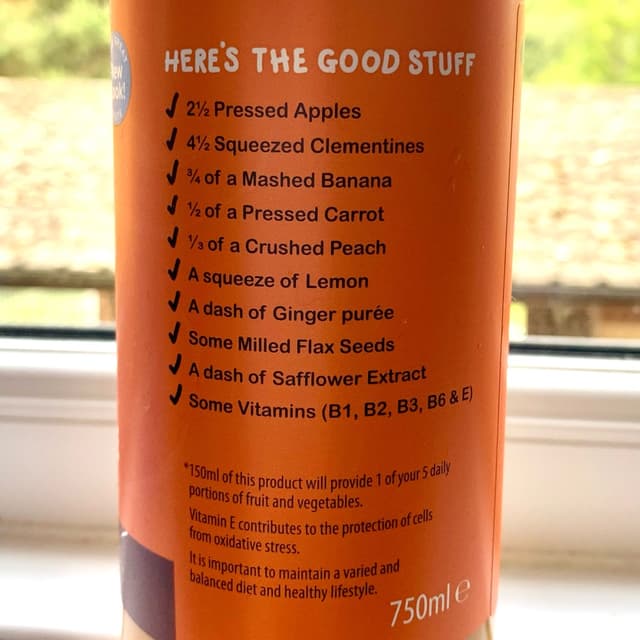 HERE'S THE GOOD STUFF
✓ 2½ Pressed Apples
✓ 4½ Squeezed Clementines
✓ ¾ of a Mashed Banana
✓ ½ of a Pressed Carrot
✓ ⅓ of a Crushed Peach
✓ A squeeze of Lemon
✓ A dash of Ginger purée
✓ Some Milled Flax Seeds
✓ A dash of Safflower Extract
✓ Some Vitamins (B1, B2, B3, B6 & E)
*150ml of this product will provide 1 of your 5 daily
portions of fruit and vegetables.
Vitamin E contributes to the protection of cells
from oxidative stress.
It is important to maintain a varied and
balanced diet and healthy lifestyle.
750ml ℮